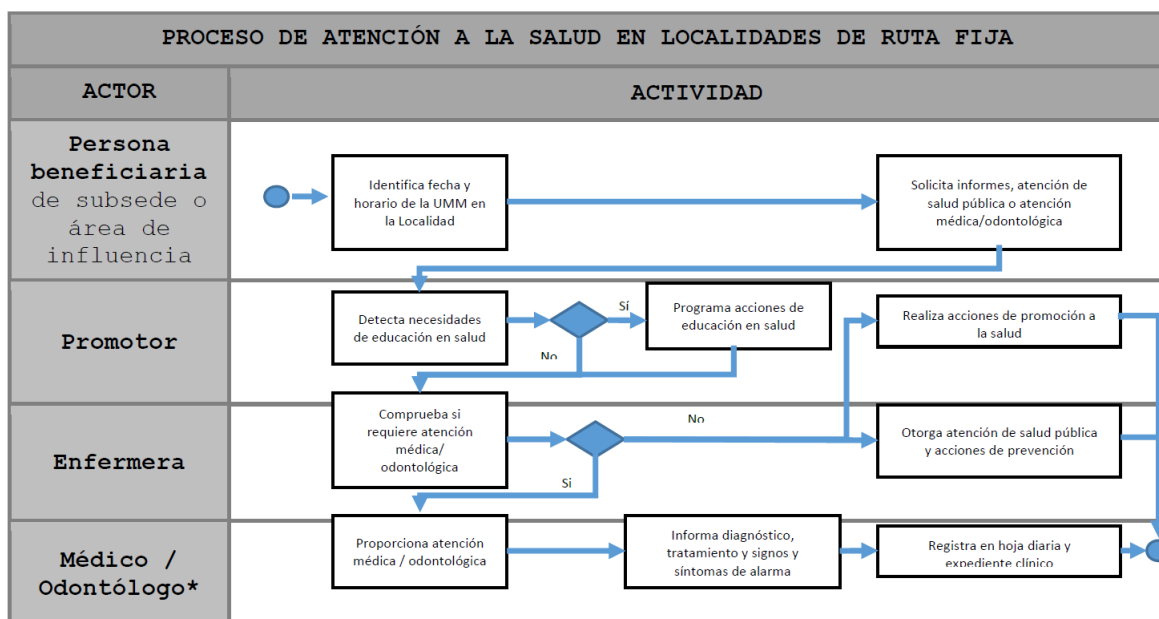 PROCESO DE ATENCIÓN A LA SALUD EN LOCALIDADES DE RUTA FIJA
ACTOR
ACTIVIDAD
Persona
beneficiaria
de subsede o
área de
influencia
Identifica fecha y
horario de la UMM en
la Localidad
Solicita informes, atención de
salud pública o atención
médica/odontológica
Promotor
Detecta necesidades
de educación en salud
Sí
No
Programa acciones de
educación en salud
Realiza acciones de promoción a
la salud
Enfermera
Comprueba si
requiere atención
médica/
odontológica
No
Si
Otorga atención de salud pública
y acciones de prevención
Médico /
Odontólogo*
Proporciona atención
médica / odontológica
Informa diagnóstico,
tratamiento y signos y
síntomas de alarma
Registra en hoja diaria y
expediente clínico